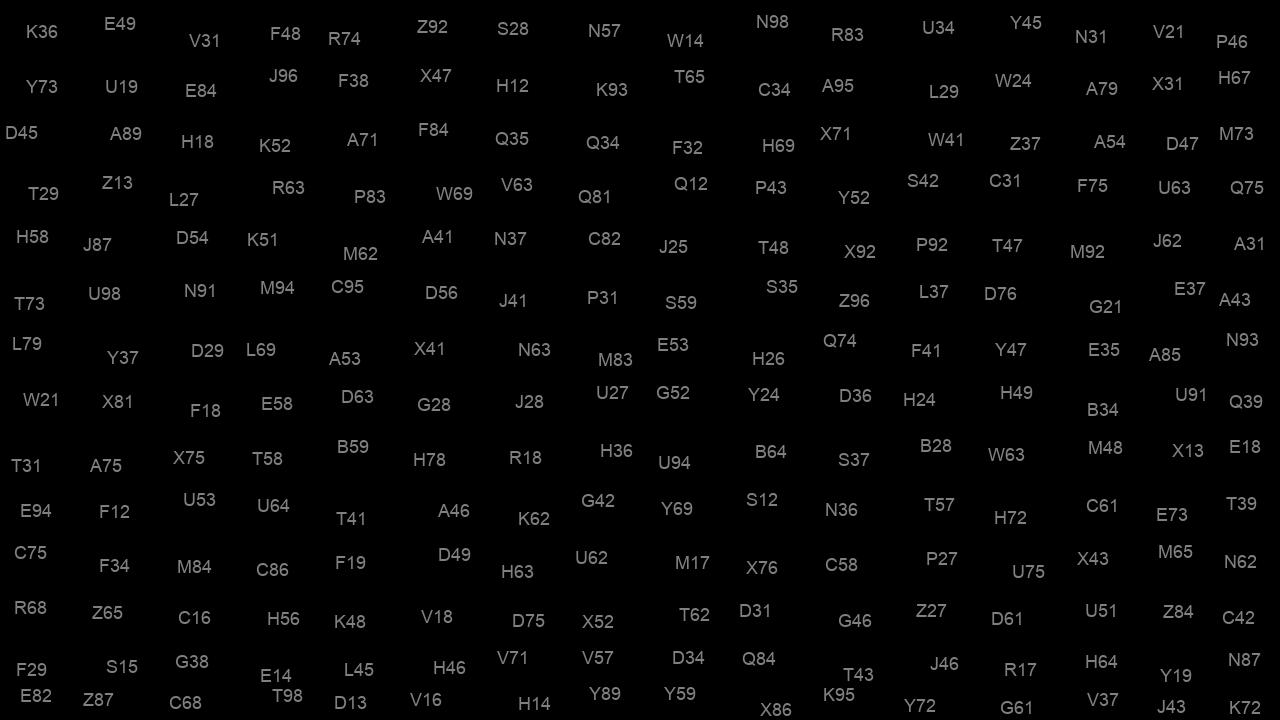 K36 E49 V31 F48 R74 Z92 S28 N57 W14 N98 R83 U34 Y45 N31 V21 P46
Y73 U19 E84 J96 F38 X47 H12 K93 T65 C34 A95 L29 W24 A79 X31 H67
D45 A89 H18 K52 A71 F84 Q35 Q34 F32 H69 X71 W41 Z37 A54 D47 M73
T29 Z13 L27 R63 P83 W69 V63 Q81 Q12 P43 Y52 S42 C31 F75 U63 Q75
H58 J87 D54 K51 M62 A41 N37 C82 J25 T48 X92 P92 T47 M92 J62 A31
T73 U98 N91 M94 C95 D56 J41 P31 S59 S35 Z96 L37 D76 G21 E37 A43
L79 Y37 D29 L69 A53 X41 N63 M83 E53 H26 Q74 F41 Y47 E35 A85 N93
W21 X81 F18 E58 D63 G28 J28 U27 G52 Y24 D36 H24 H49 B34 U91 Q39
T31 A75 X75 T58 B59 H78 R18 H36 U94 B64 S37 B28 W63 M48 X13 E18
E94 F12 U53 U64 T41 A46 K62 G42 Y69 S12 N36 T57 H72 C61 E73 T39
C75 F34 M84 C86 F19 D49 H63 U62 M17 X76 C58 P27 U75 X43 M65 N62
R68 Z65 C16 H56 K48 V18 D75 X52 T62 D31 G46 Z27 D61 U51 Z84 C42
F29 S15 G38 E14 L45 H46 V71 V57 D34 Q84 T43 J46 R17 H64 Y19 N87
E82 Z87 C68 T98 D13 V16 H14 Y89 Y59 X86 K95 Y72 G61 V37 J43 K72